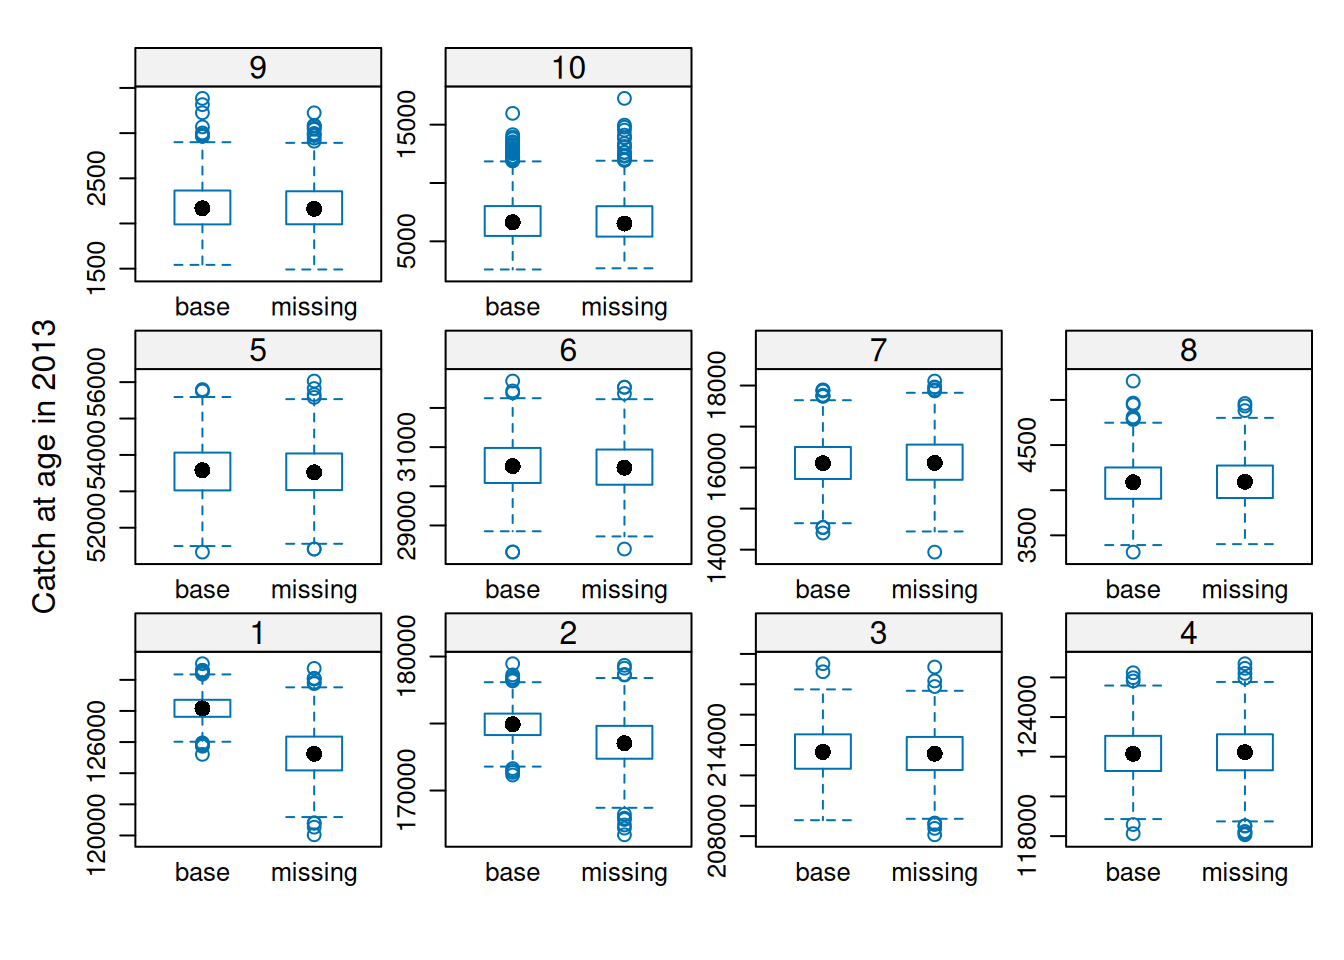 Catch at age in 2013
9
10
1500
2500
5000
15000
base
missing
base
missing
5
6
7
8
52000
54000
56000
29000
31000
14000
16000
18000
3500
4500
base
missing
base
missing
base
missing
base
missing
1
2
3
4
120000
126000
170000
180000
208000
214000
118000
124000
base
missing
base
missing
base
missing
base
missing